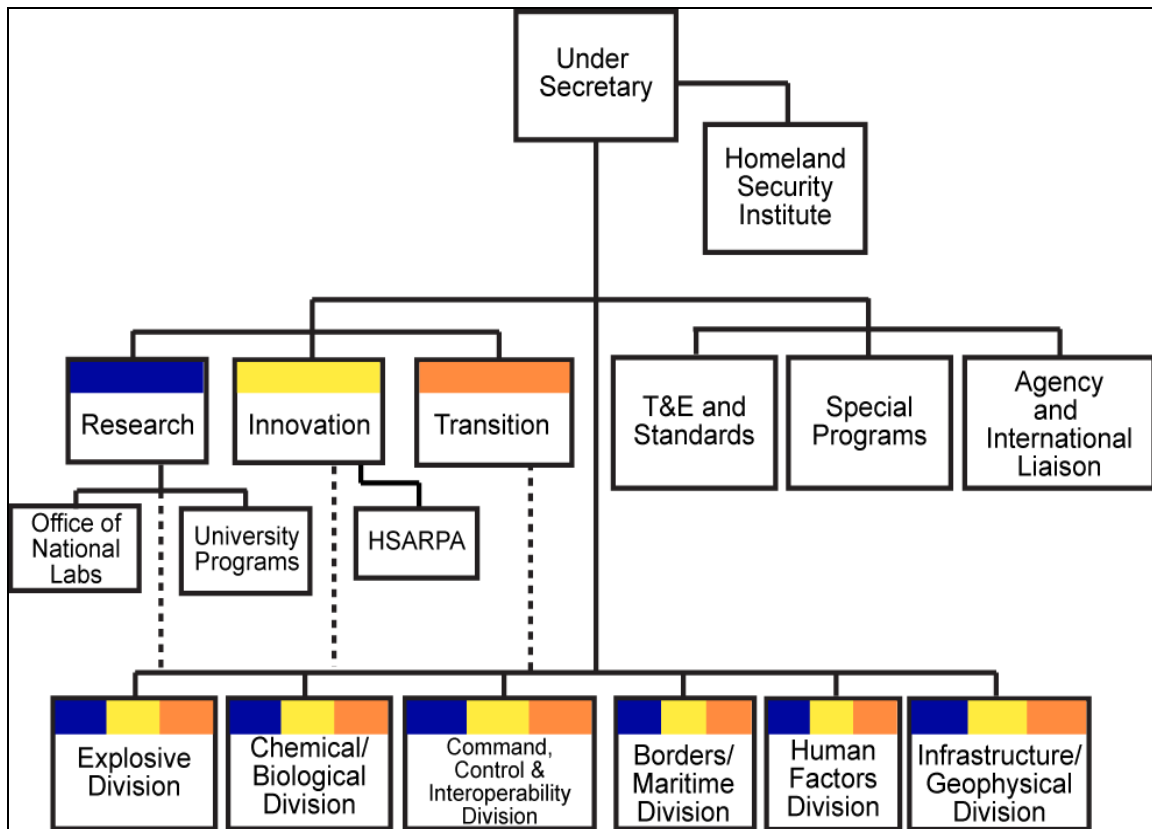 Under
Secretary
Homeland
Security
Institute
Research
Innovation
Transition
T&E and
Standards
Special
Programs
Agency
and
International
Liaison
Office of
National
Labs
University
Programs
HSARPA
Explosive
Division
Chemical/
Biological
Division
Command,
Control &
Interoperability
Division
Borders/
Maritime
Division
Human
Factors
Division
Infrastructure/
Geophysical
Division